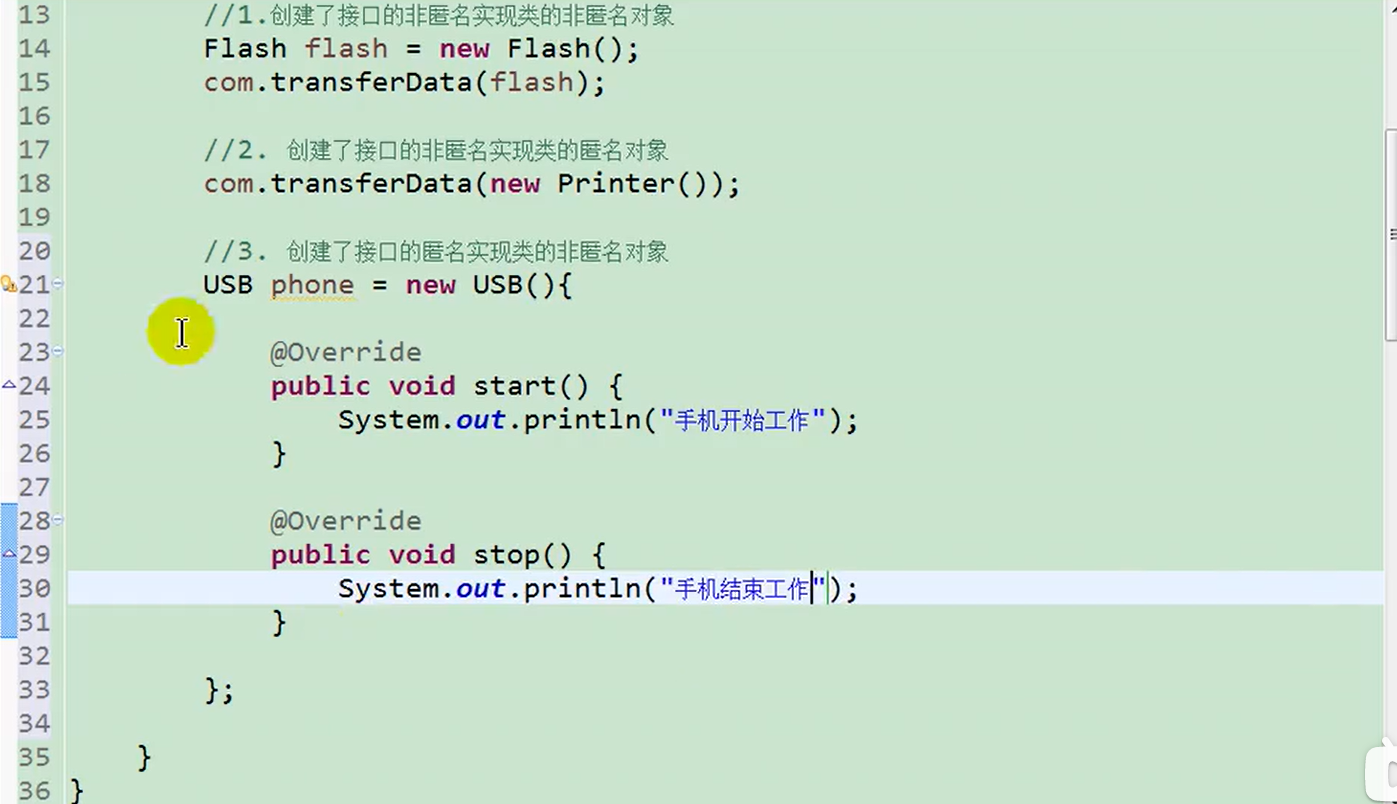 13 //1.创建了接口的非匿名实现类的非匿名对象
14 Flash flash = new Flash();
15 com.transferData(flash);
16
17 //2. 创建了接口的非匿名实现类的匿名对象
18 com.transferData(new Printer());
19
20 //3. 创建了接口的匿名实现类的非匿名对象
21 USB phone = new USB(){
22
23 @Override
24 public void start() {
25 System.out.println("手机开始工作");
26 }
27
28 @Override
29 public void stop() {
30 System.out.println("手机结束工作");
31 }
32
33 };
34
35 }
36 }